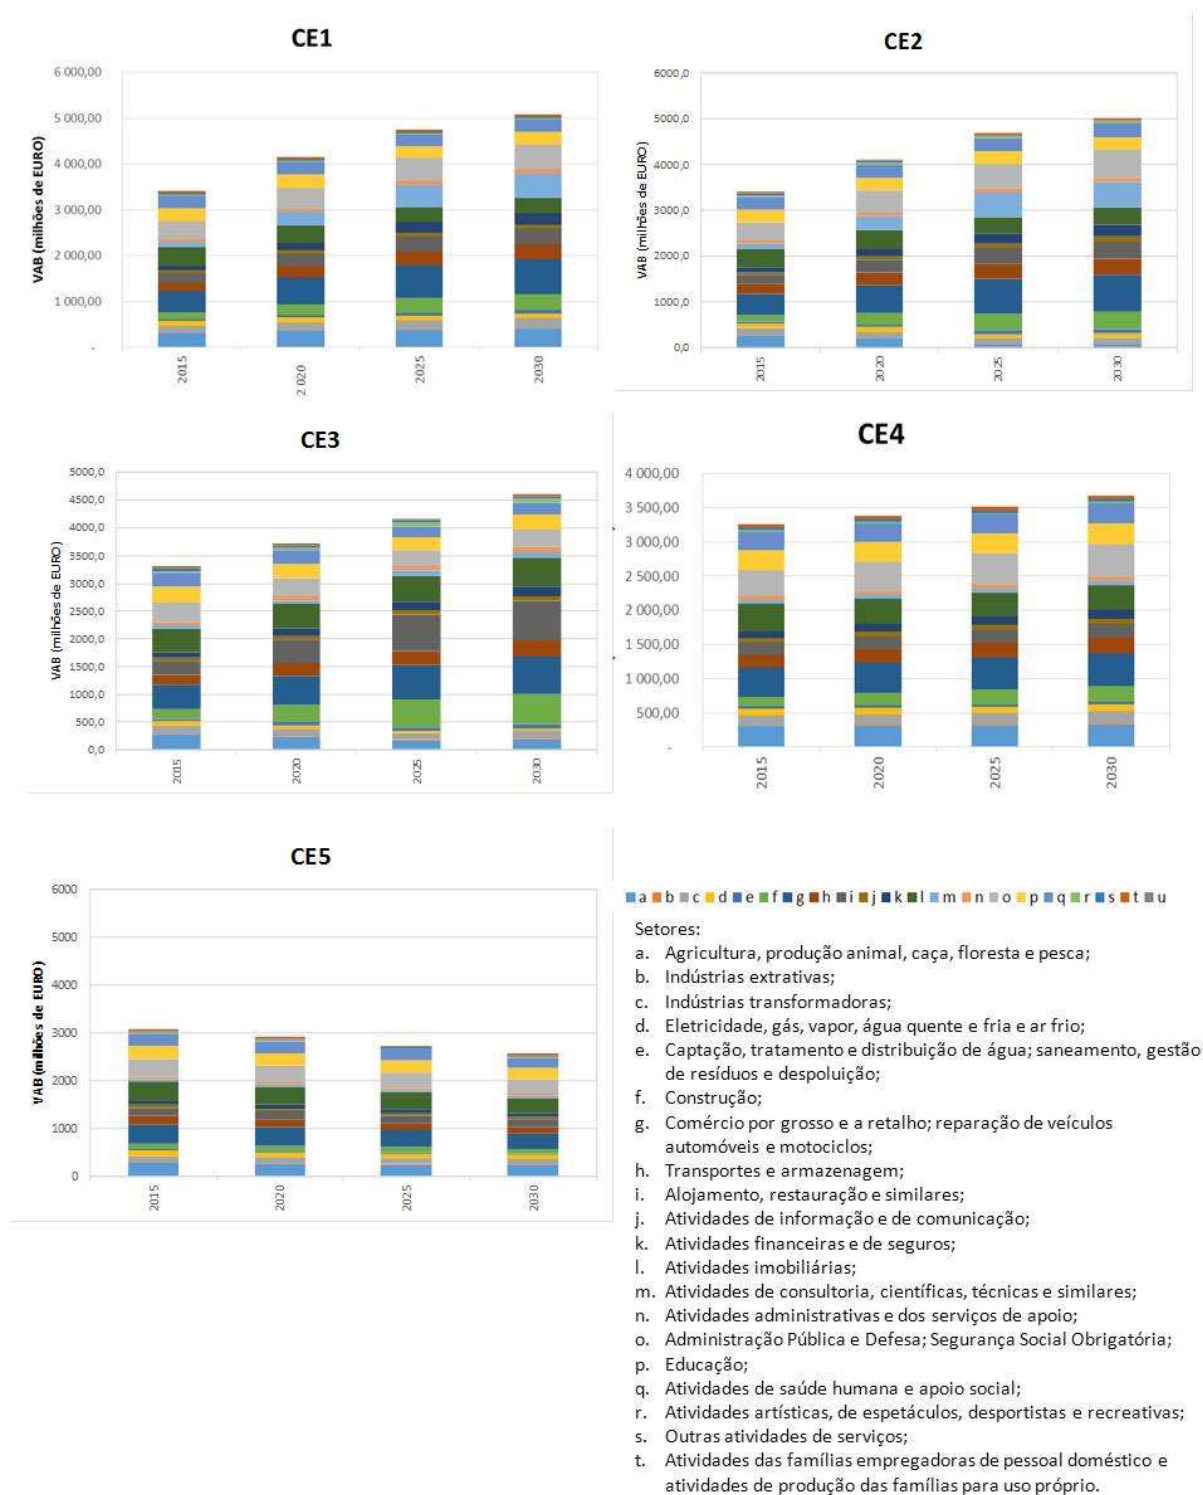 CE1
VAB (milhões de EURO)
6 000,00
5 000,00
4 000,00
3 000,00
2 000,00
1 000,00
-
2015
2 020
2025
2030
CE2
VAB (milhões de EURO)
6000,0
5000,0
4000,0
3000,0
2000,0
1000,0
0,0
2015
2020
2025
2030
CE3
VAB (milhões de EURO)
5000,0
4500,0
4000,0
3500,0
3000,0
2500,0
2000,0
1500,0
1000,0
500,0
0,0
2015
2020
2025
2030
CE4
4 000,00
3 500,00
3 000,00
2 500,00
2 000,00
1 500,00
1 000,00
500,00
-
2015
2020
2025
2030
CE5
VAB (milhões de EURO)
6000
5000
4000
3000
2000
1000
0
2015
2020
2025
2030
a b c d e f g h i j k l m n o p q r s t u
Setores:
a. Agricultura, produção animal, caça, floresta e pesca;
b. Indústrias extrativas;
c. Indústrias transformadoras;
d. Eletricidade, gás, vapor, água quente e fria e ar frio;
e. Captação, tratamento e distribuição de água; saneamento, gestão
de resíduos e despoluição;
f. Construção;
g. Comércio por grosso e a retalho; reparação de veículos
automóveis e motociclos;
h. Transportes e armazenagem;
i. Alojamento, restauração e similares;
j. Atividades de informação e de comunicação;
k. Atividades financeiras e de seguros;
l. Atividades imobiliárias;
m. Atividades de consultoria, científicas, técnicas e similares;
n. Atividades administrativas e dos serviços de apoio;
o. Administração Pública e Defesa; Segurança Social Obrigatória;
p. Educação;
q. Atividades de saúde humana e apoio social;
r. Atividades artísticas, de espetáculos, desportistas e recreativas;
s. Outras atividades de serviços;
t. Atividades das famílias empregadoras de pessoal doméstico e
atividades de produção das famílias para uso próprio.